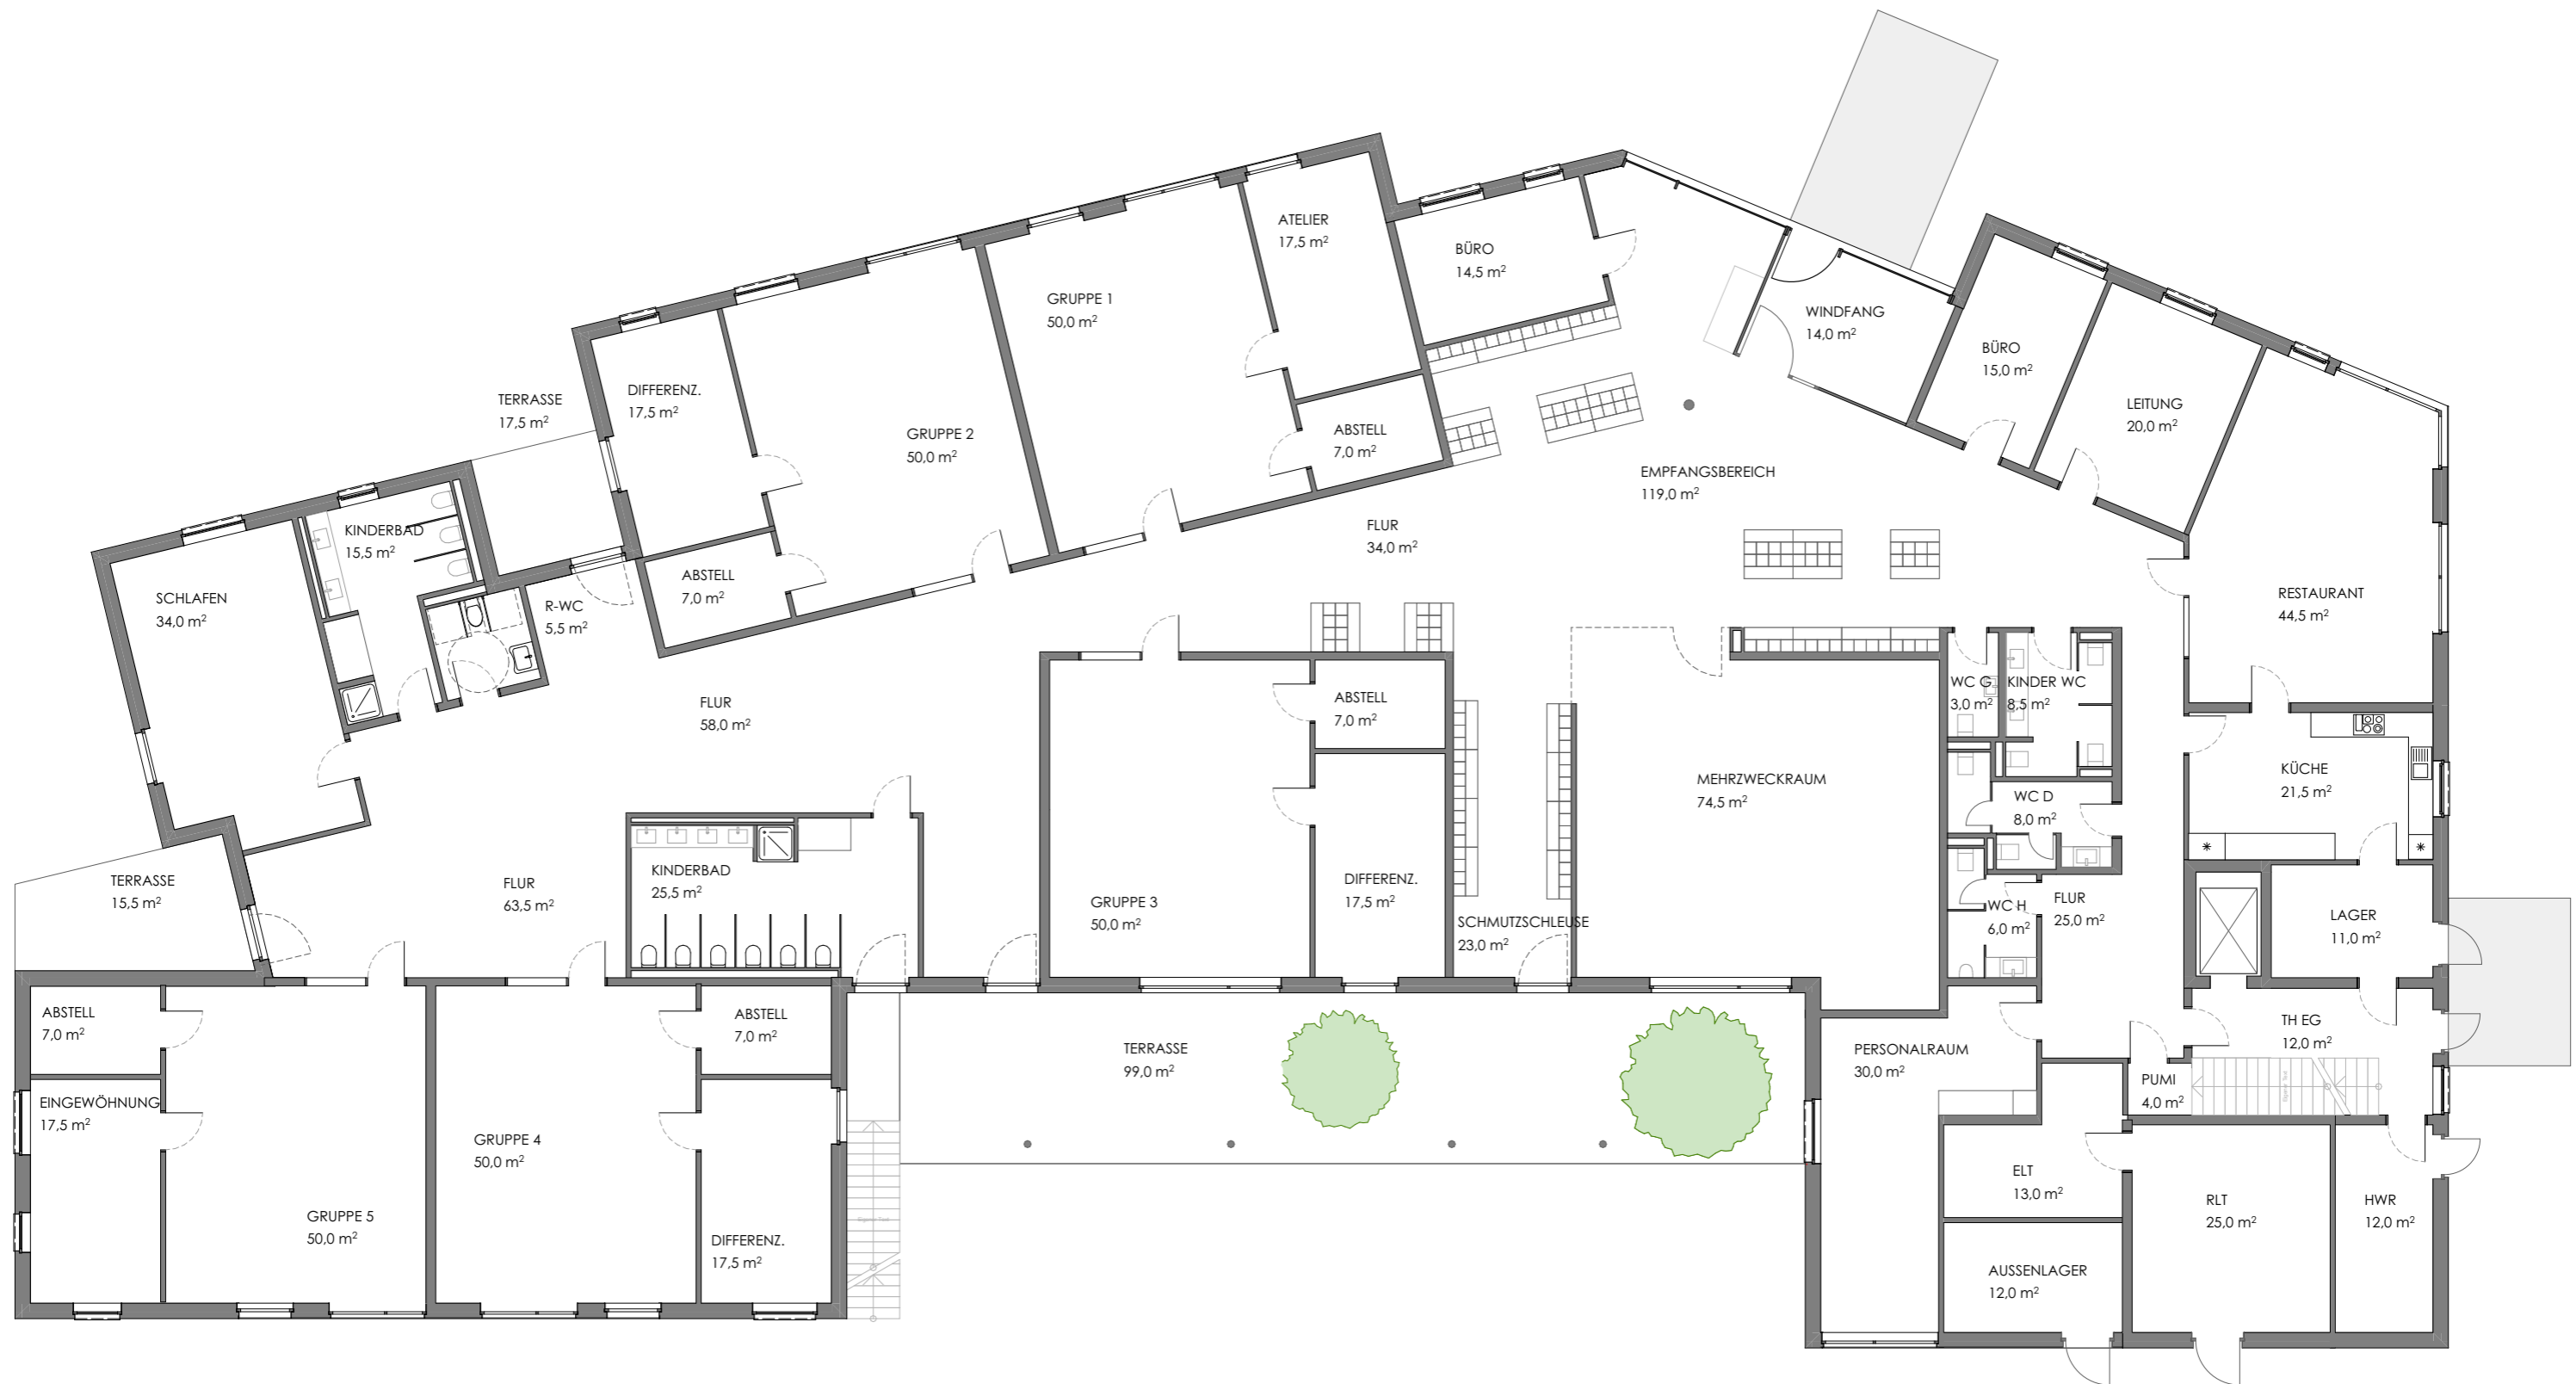 ATELIER
17,5 m²
BÜRO
14,5 m²
GRUPPE 1
50,0 m²
WINDFANG
14,0 m²
BÜRO
15,0 m²
DIFFERENZ.
17,5 m²
TERRASSE
17,5 m²
LEITUNG
20,0 m²
GRUPPE 2
50,0 m²
ABSTELL
7,0 m²
EMPFANGSBEREICH
119,0 m²
FLUR
34,0 m²
KINDERBAD
15,5 m²
ABSTELL
7,0 m²
SCHLAFEN
34,0 m²
R-WC
5,5 m²
RESTAURANT
44,5 m²
FLUR
58,0 m²
ABSTELL
7,0 m²
WC G
3,0 m²
KINDER WC
8,5 m²
MEHRZWECKRAUM
74,5 m²
KÜCHE
21,5 m²
WC D
8,0 m²
TERRASSE
15,5 m²
FLUR
63,5 m²
KINDERBAD
25,5 m²
GRUPPE 3
50,0 m²
DIFFERENZ.
17,5 m²
SCHMUTZSCHLEUSE
23,0 m²
WC H
6,0 m²
FLUR
25,0 m²
LAGER
11,0 m²
ABSTELL
7,0 m²
ABSTELL
7,0 m²
TERRASSE
99,0 m²
PERSONALRAUM
30,0 m²
TH EG
12,0 m²
PUMI
4,0 m²
EINGEWÖHNUNG
17,5 m²
GRUPPE 4
50,0 m²
GRUPPE 5
50,0 m²
DIFFERENZ.
17,5 m²
ELT
13,0 m²
RLT
25,0 m²
HWR
12,0 m²
AUSSENLAGER
12,0 m²